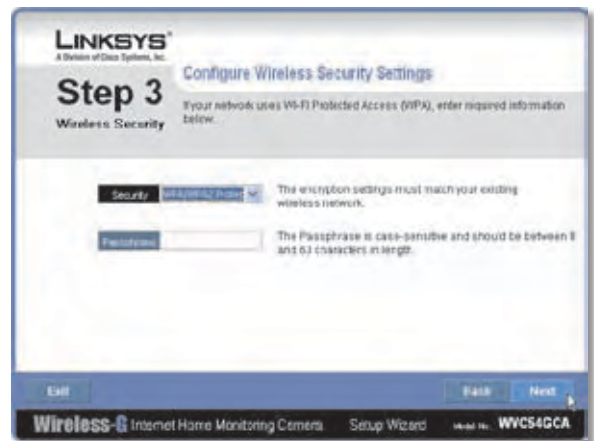 LINKSYS®
A Division of Cisco Systems, Inc.
Step 3
Wireless Security
Configure Wireless Security Settings
If your network uses Wi-Fi Protected Access (WPA), enter required information
below.
Security
The encryption settings must match your existing
wireless network.
Passphrase
The Passphrase is case-sensitive and should be between 8
and 63 characters in length.
Exit
Back
Next
Wireless-G Internet Home Monitoring Camera Setup Wizard Model No. WVC54GCA